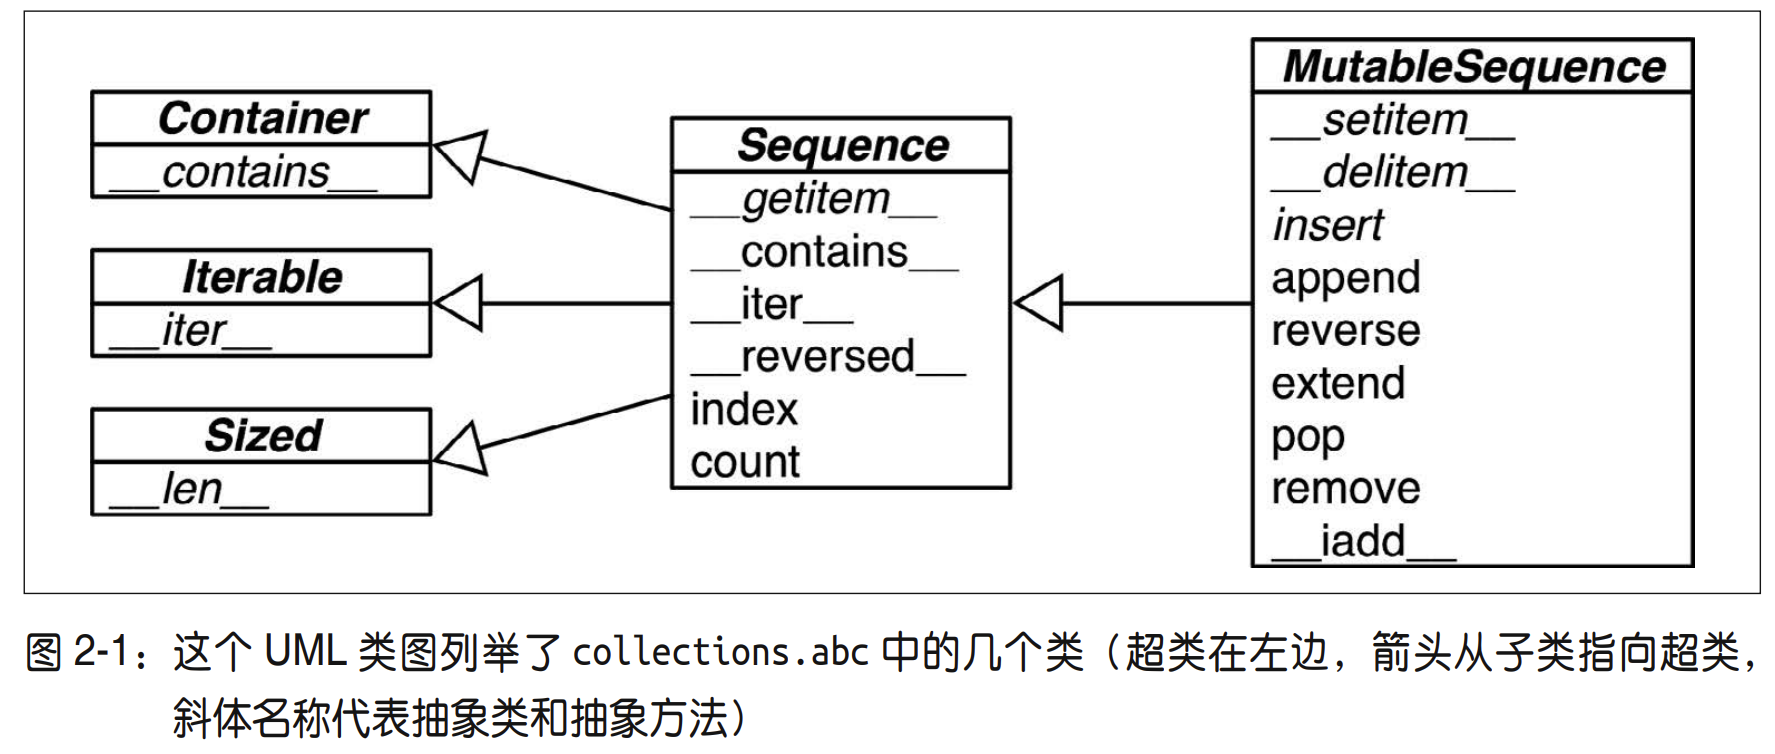 Container
__contains__
Iterable
__iter__
Sized
__len__
Sequence
__getitem__
__contains__
__iter__
__reversed__
index
count
MutableSequence
__setitem__
__delitem__
insert
append
reverse
extend
pop
remove
__iadd__
图 2-1：这个 UML 类图列举了 collections.abc 中的几个类（超类在左边，箭头从子类指向超类，
斜体名称代表抽象类和抽象方法）